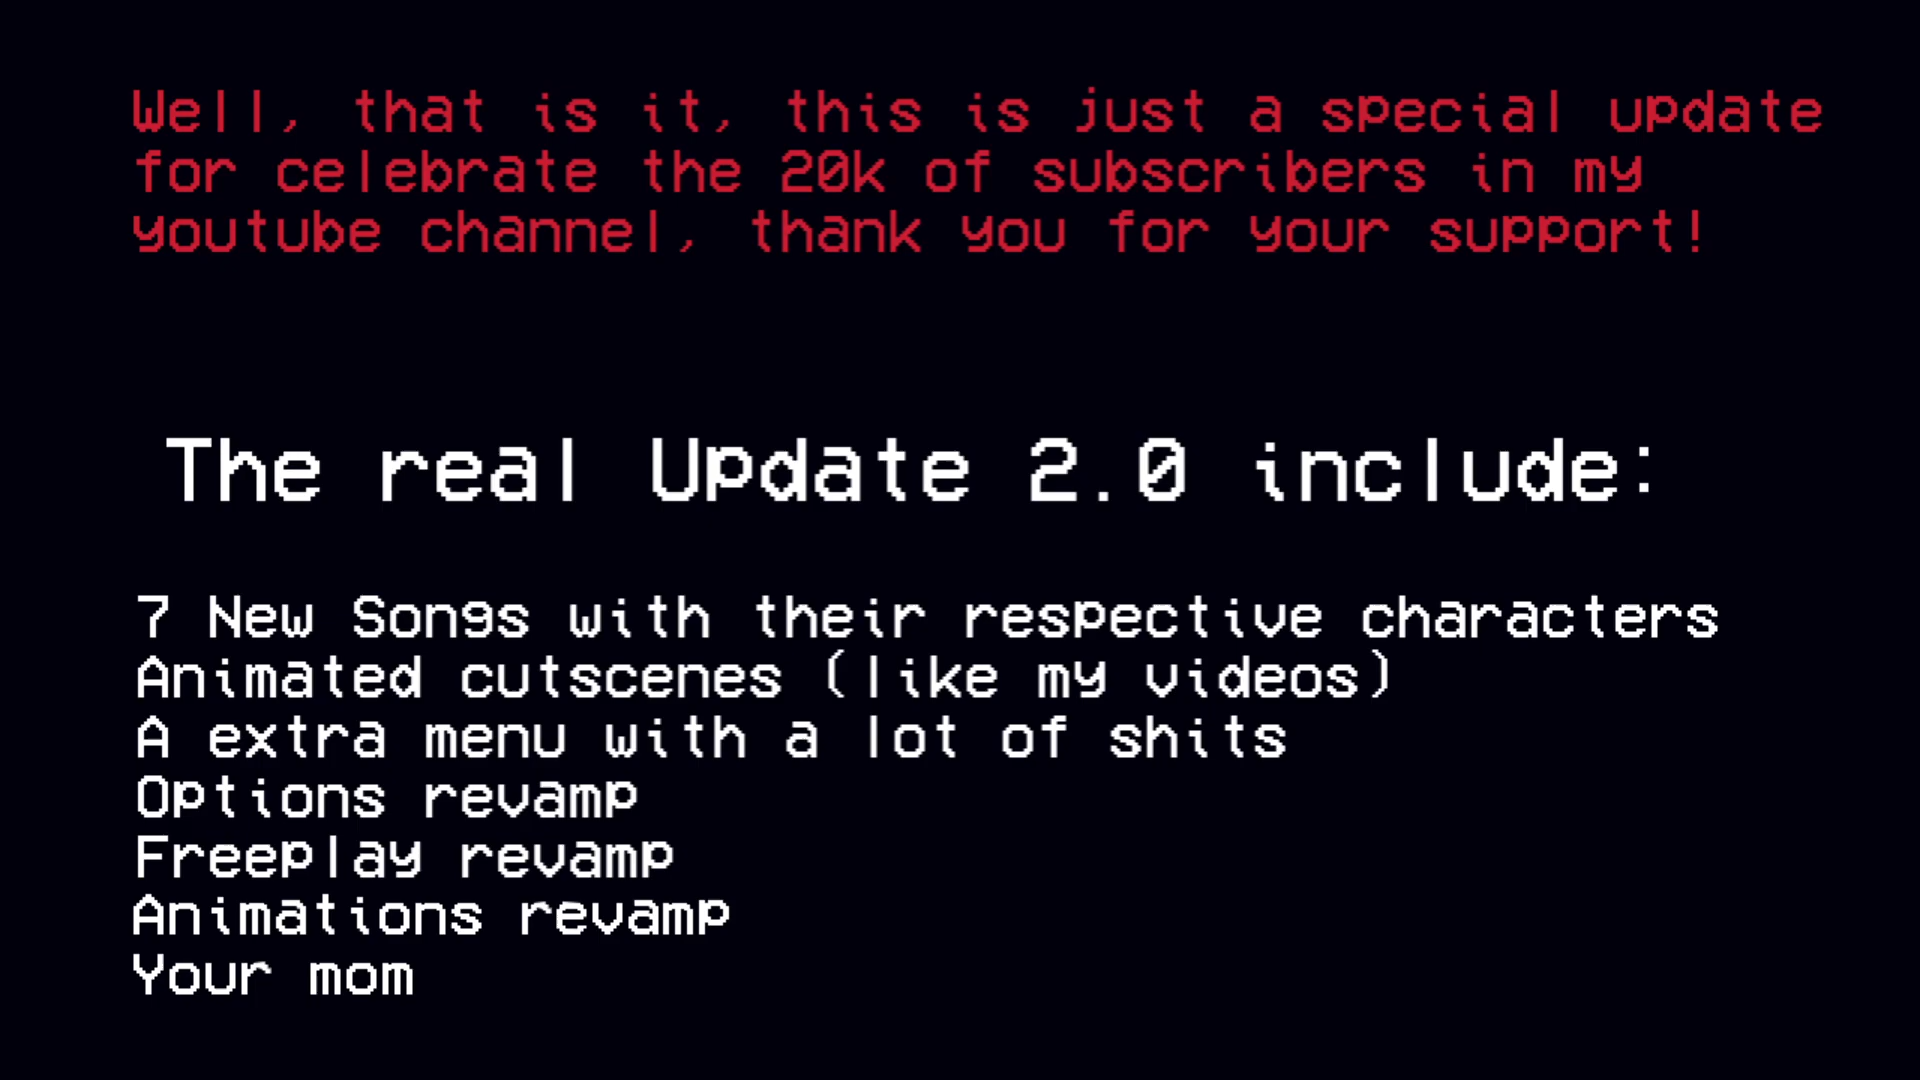 Well, that is it, this is just a special update
for celebrate the 20k of subscribers in my
youtube channel, thank you for your support!
The real Update 2.0 include:
7 New Songs with their respective characters
Animated cutscenes (like my videos)
A extra menu with a lot of shits
Options revamp
Freeplay revamp
Animations revamp
Your mom